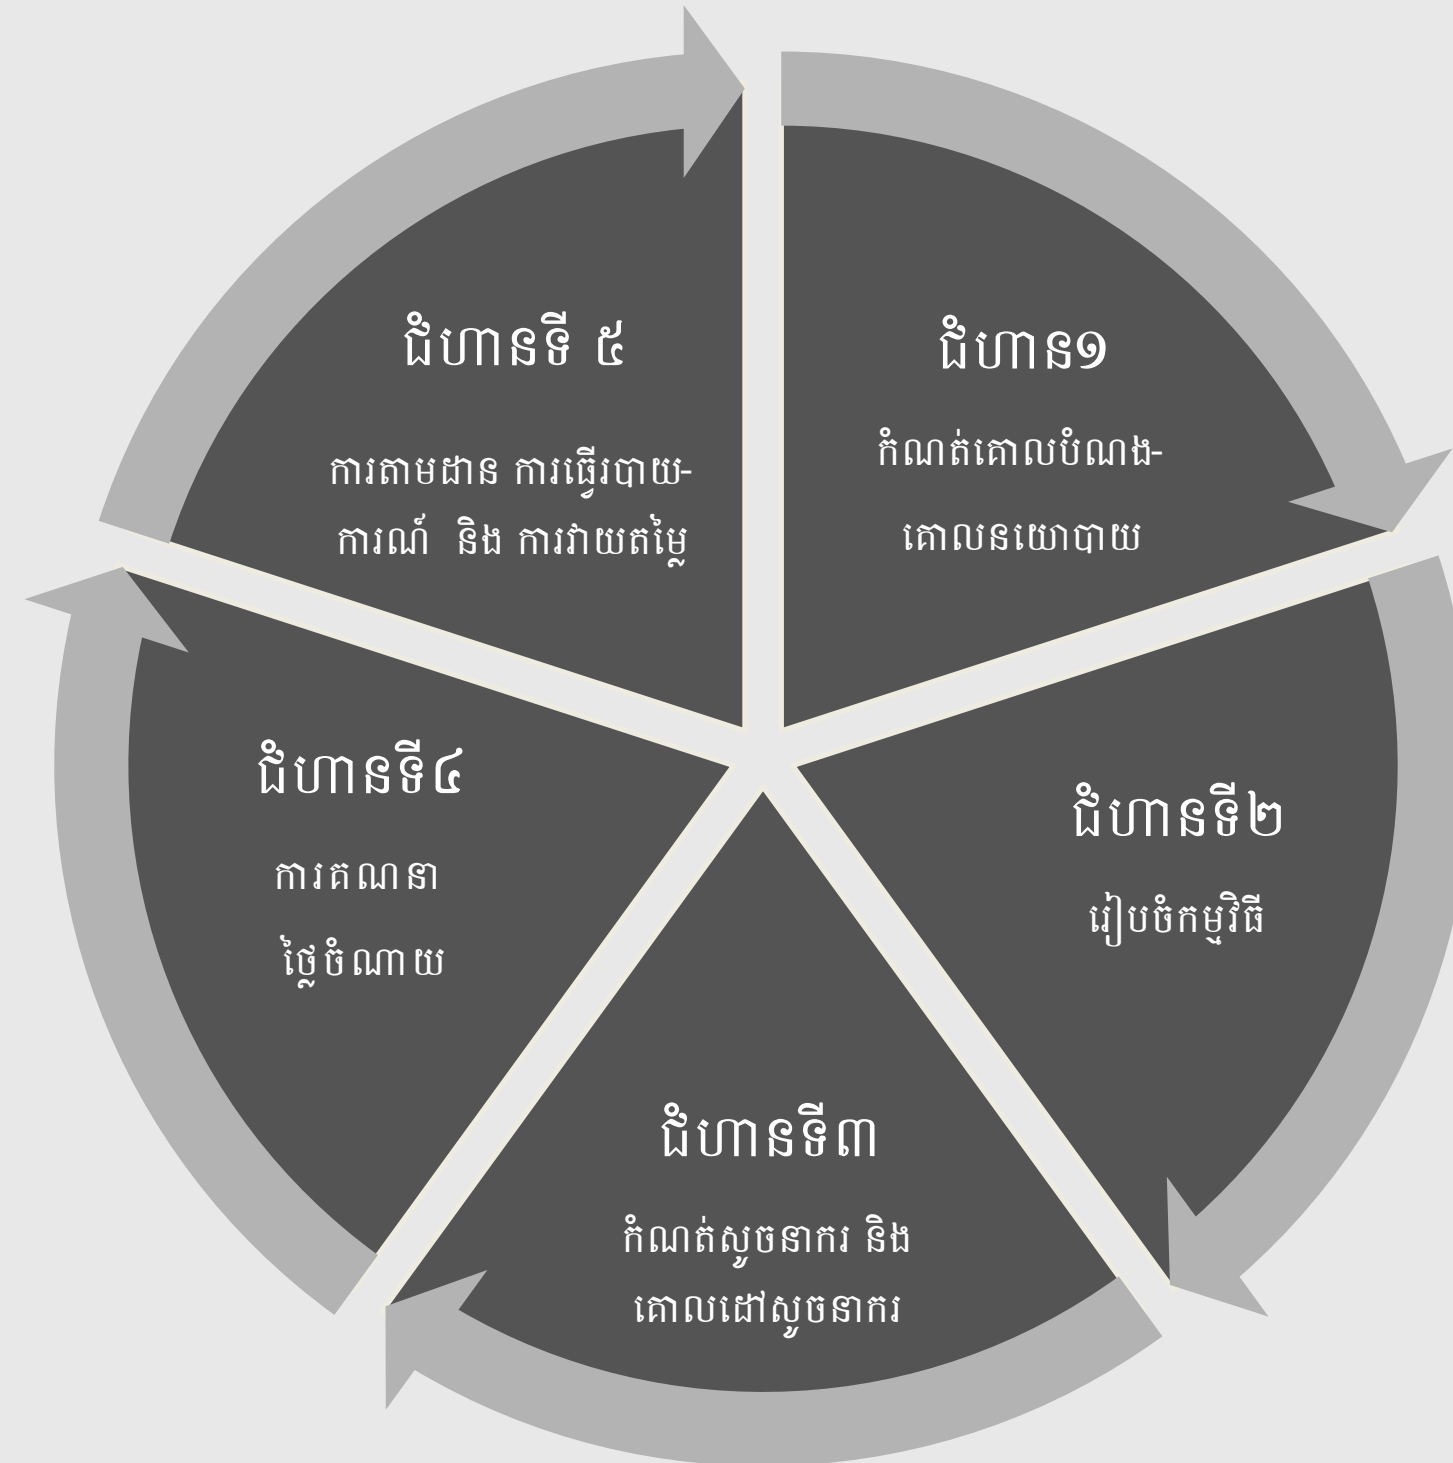 ជំហាន១
កំណត់គោលបំណង-
គោលនយោបាយ
ជំហានទី២
រៀបចំកម្មវិធី
ជំហានទី៣
កំណត់សូចនាករ និង
គោលដៅសូចនាករ
ជំហានទី៤
ការគណនា
ថ្លៃចំណាយ
ជំហានទី ៥
ការតាមដាន ការធ្វើរបាយ-
ការណ៍ និង ការវាយតម្លៃ